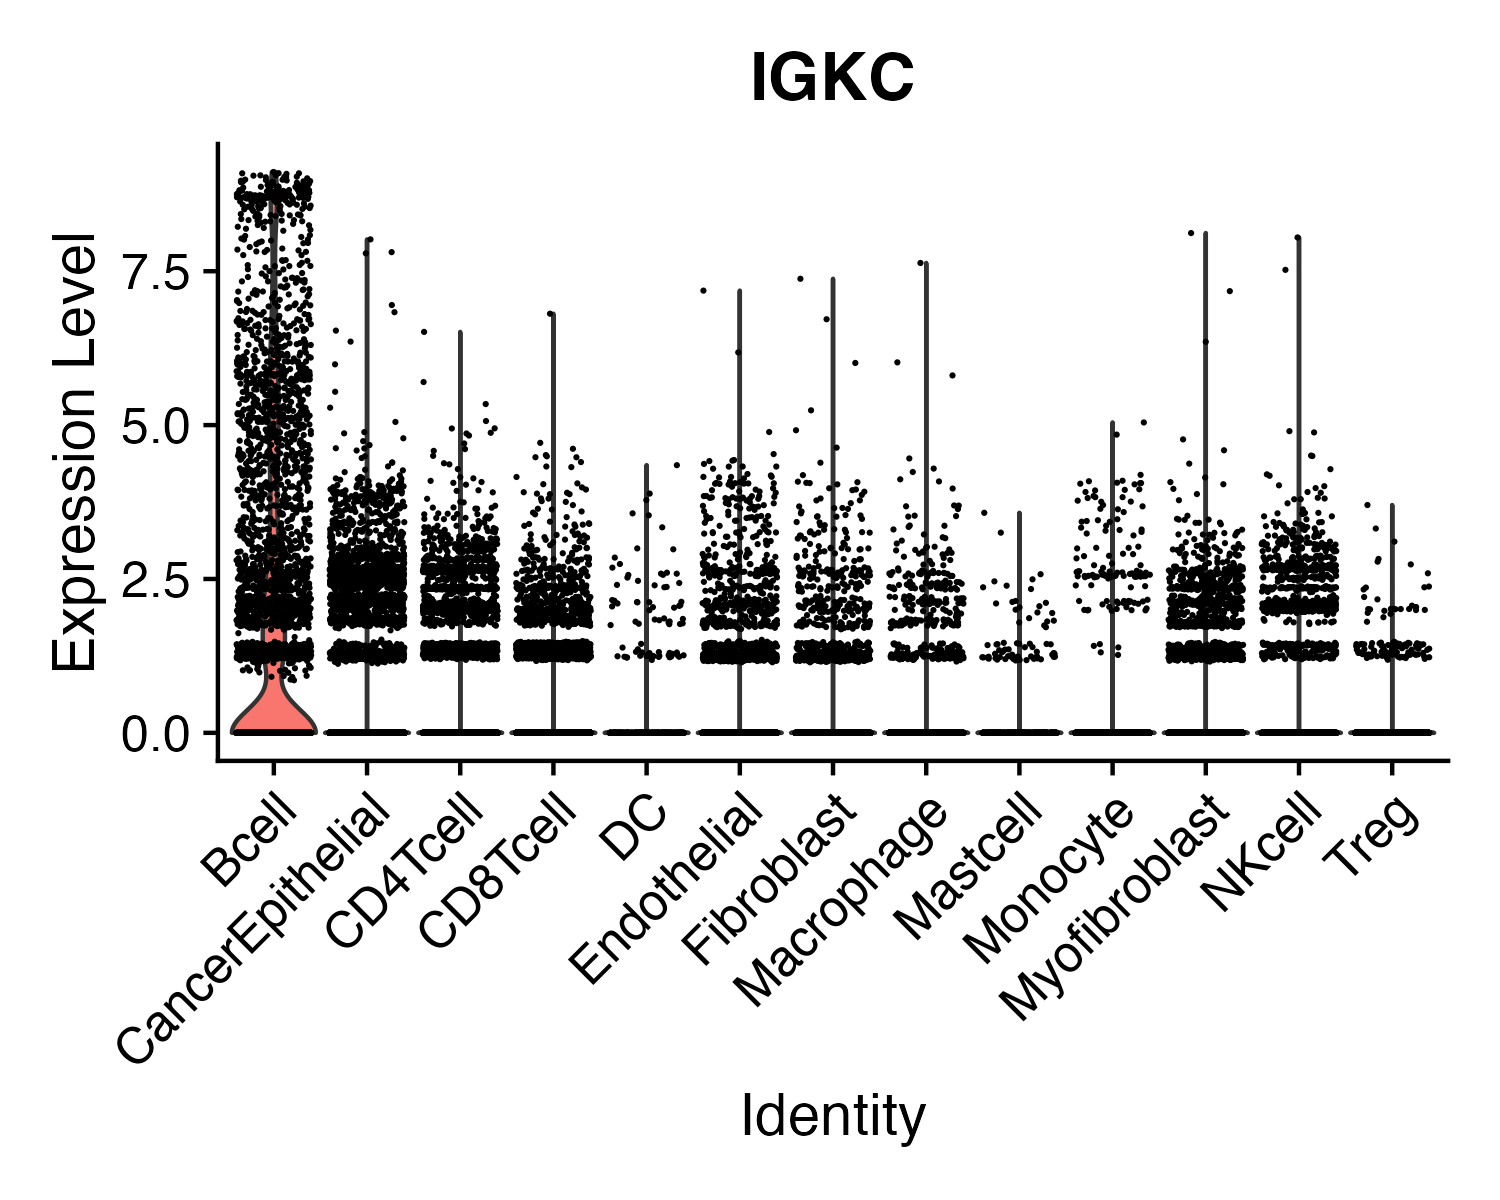 IGKC
Expression Level
7.5
5.0
2.5
0.0
Bcell
CancerEpithelial
CD4Tcell
CD8Tcell
DC
Endothelial
Fibroblast
Macrophage
Mastcell
Monocyte
Myofibroblast
NKcell
Treg
Identity